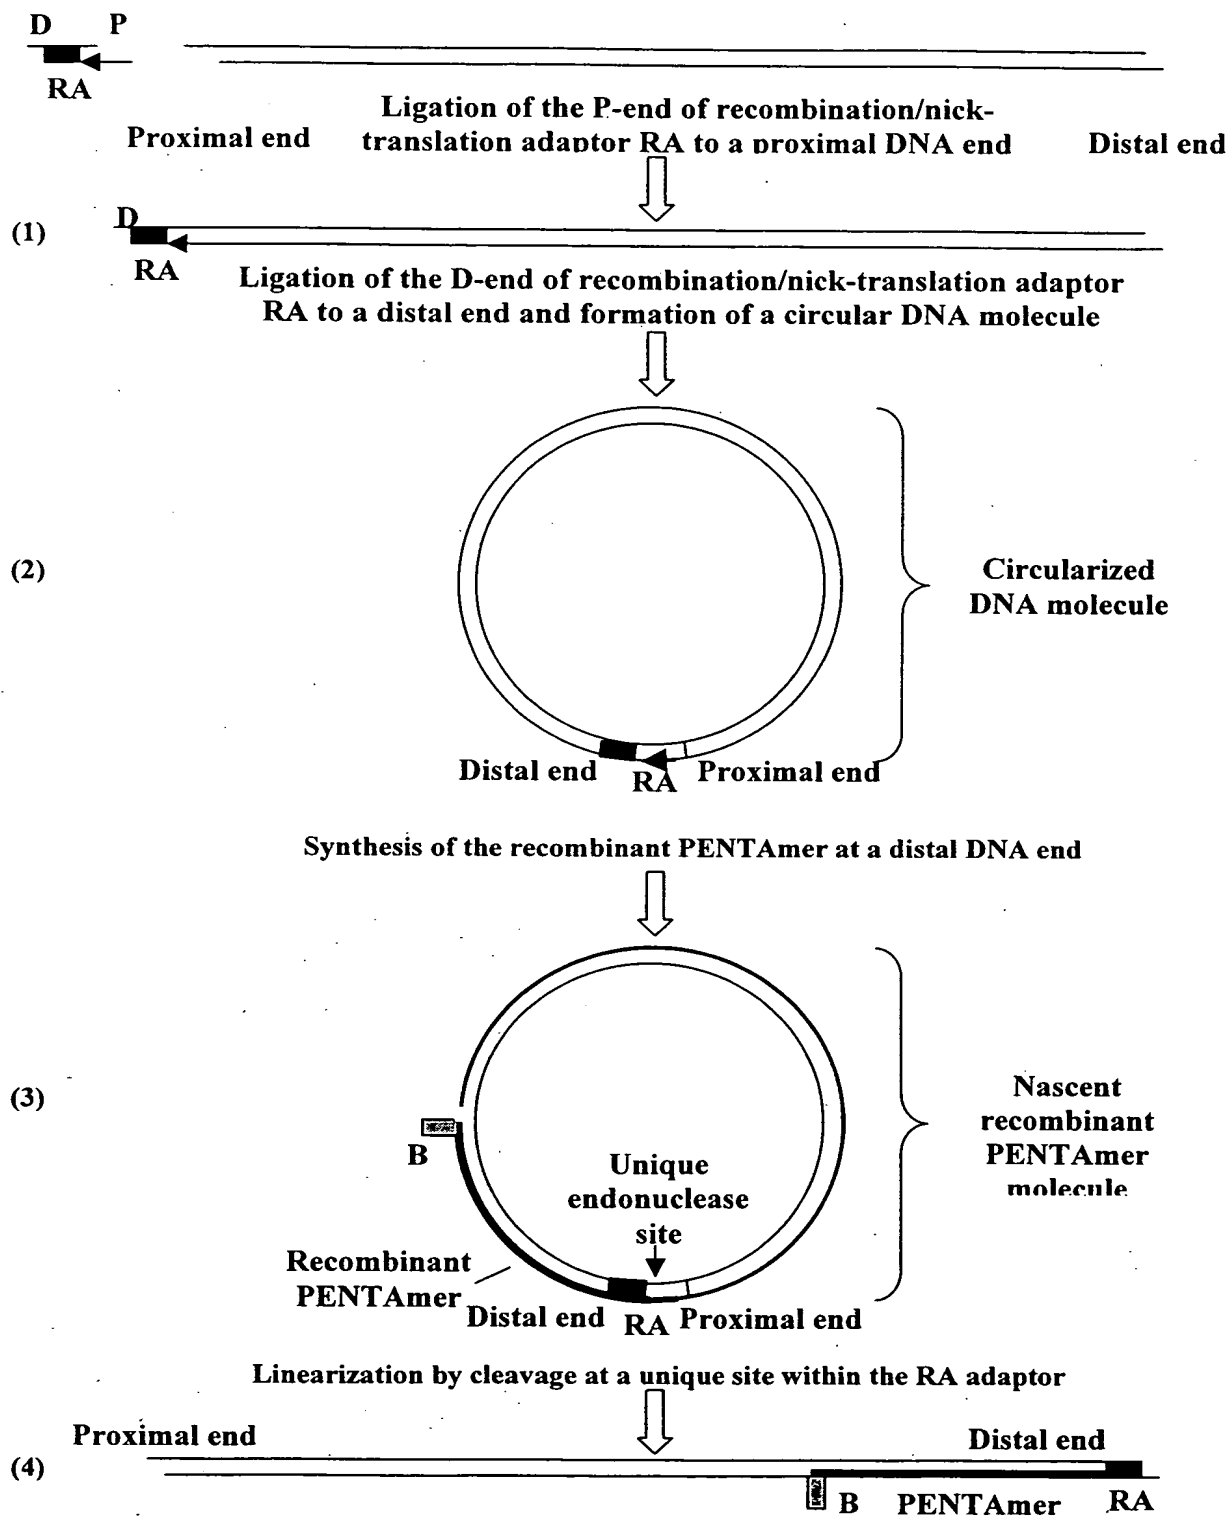 D P
RA
Ligation of the P-end of recombination/nick-
Proximal end translation adaptor RA to a proximal DNA end Distal end
(1) D
RA
Ligation of the D-end of recombination/nick-translation adaptor
RA to a distal end and formation of a circular DNA molecule
(2)
Circularized
DNA molecule
Distal end RA Proximal end
Synthesis of the recombinant PENTAmer at a distal DNA end
(3)
B
Unique
endonuclease
site
Nascent
recombinant
PENTAmer
molecule
Recombinant
PENTAmer
Distal end RA Proximal end
Linearization by cleavage at a unique site within the RA adaptor
Proximal end Distal end
(4)
B PENTAmer RA